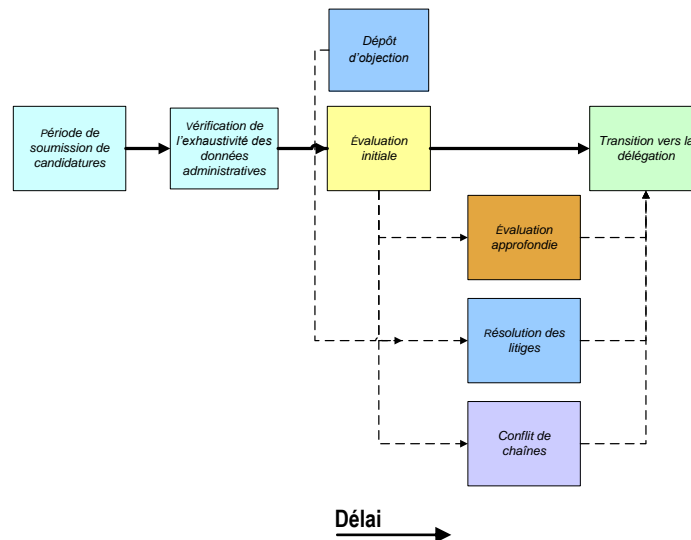 Dépôt
d'objection
Période de
soumission de
candidatures
Vérification de
l'exhaustivité des
données
administratives
Évaluation
initiale
Transition vers la
délégation
Évaluation
approfondie
Résolution des
litiges
Conflit de
chaînes
Délai